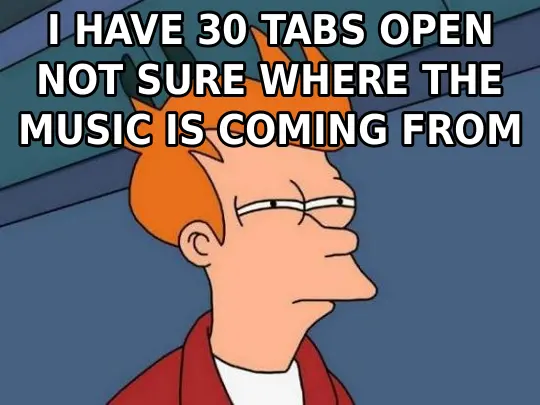 I HAVE 30 TABS OPEN
NOT SURE WHERE THE
MUSIC IS COMING FROM